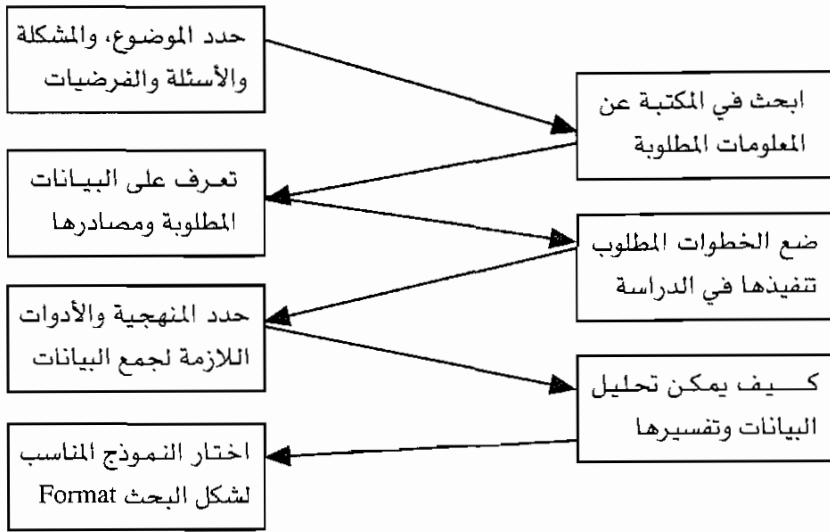 حدد الموضوع، والمشكلة
والأسئلة والفرضيات
ابحث في المكتبة عن
المعلومات المطلوبة
تعرف على البيانات
المطلوبة ومصادرها
ضع الخطوات المطلوب
تنفيذها في الدراسة
حدد المنهجية والأدوات
اللازمة لجمع البيانات
كيف يمكن تحليل
البيانات وتفسيرها
اختار النموذج المناسب
لشكل البحث Format